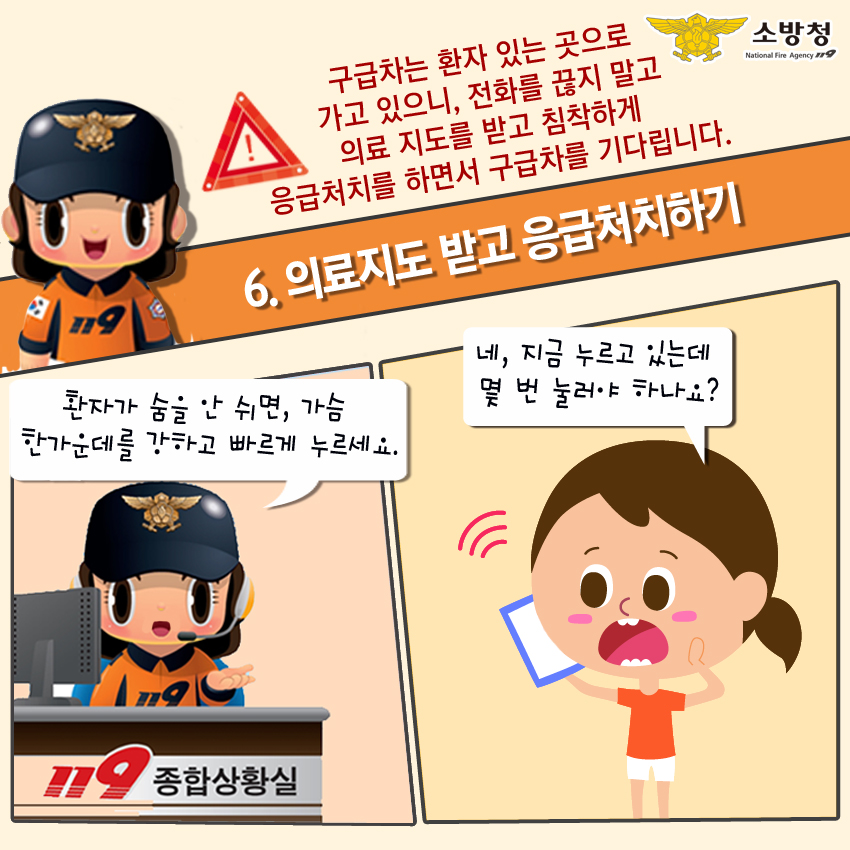 소방청
National Fire Agency 119
구급차는 환자 있는 곳으로
가고 있으니, 전화를 끊지 말고
의료 지도를 받고 침착하게
응급처치를 하면서 구급차를 기다립니다.
6. 의료지도 받고 응급처치하기
119
환자가 숨을 안 쉬면, 가슴
한가운데를 강하고 빠르게 누르세요.
네, 지금 누르고 있는데
몇 번 눌러야 하나요?
119
119 종합상황실